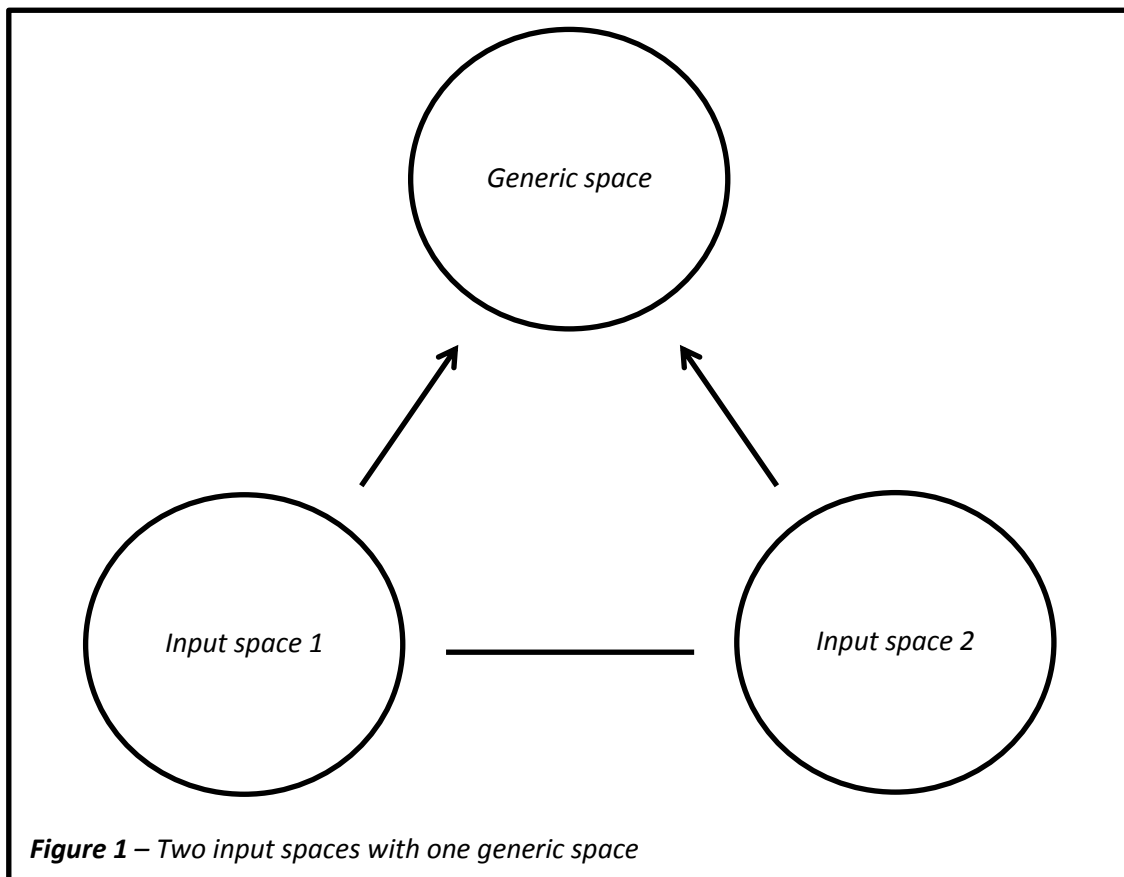 Generic space
Input space 1
Input space 2
Figure 1 – Two input spaces with one generic space